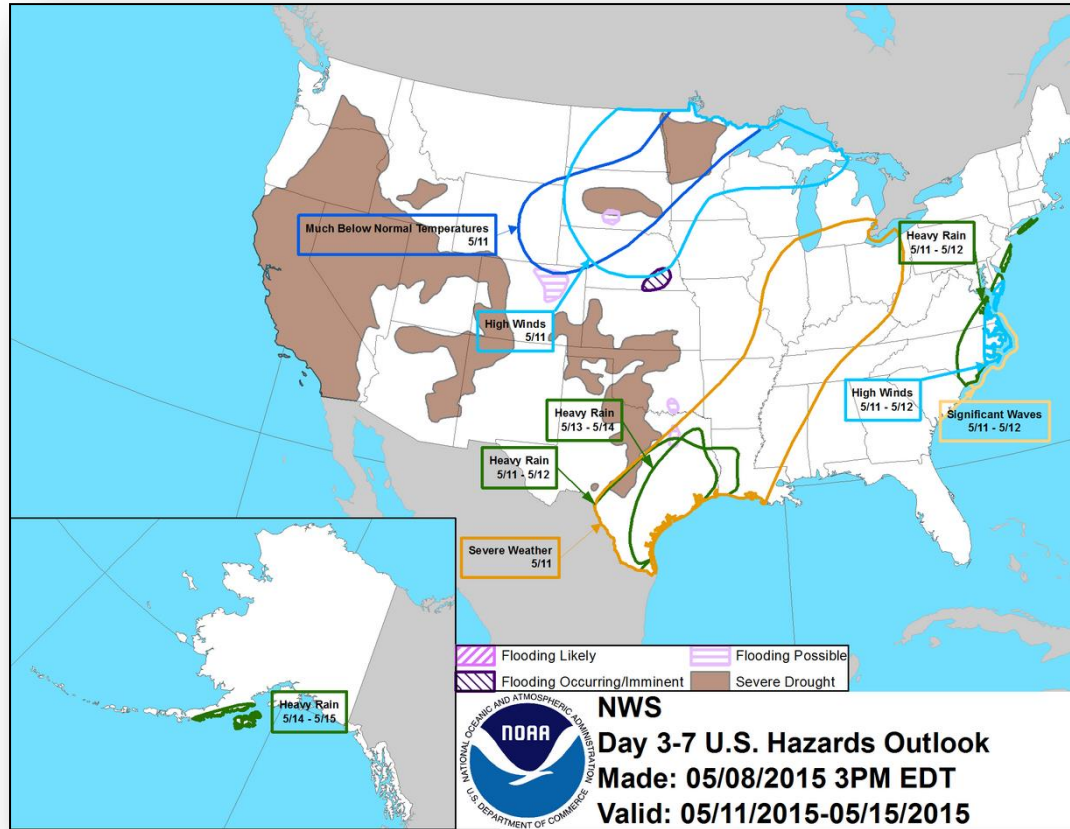 Much Below Normal Temperatures
5/11
Heavy Rain
5/11 - 5/12
High Winds
5/11
High Winds
5/11 - 5/12
Significant Waves
5/11 - 5/12
Heavy Rain
5/13 - 5/14
Heavy Rain
5/11 - 5/12
Severe Weather
5/11
Heavy Rain
5/14 - 5/15
Flooding Likely
Flooding Possible
Flooding Occurring/Imminent
Severe Drought
NATIONAL OCEANIC AND ATMOSPHERIC ADMINISTRATION
NOAA
U.S. DEPARTMENT OF COMMERCE
NWS
Day 3-7 U.S. Hazards Outlook
Made: 05/08/2015 3PM EDT
Valid: 05/11/2015-05/15/2015